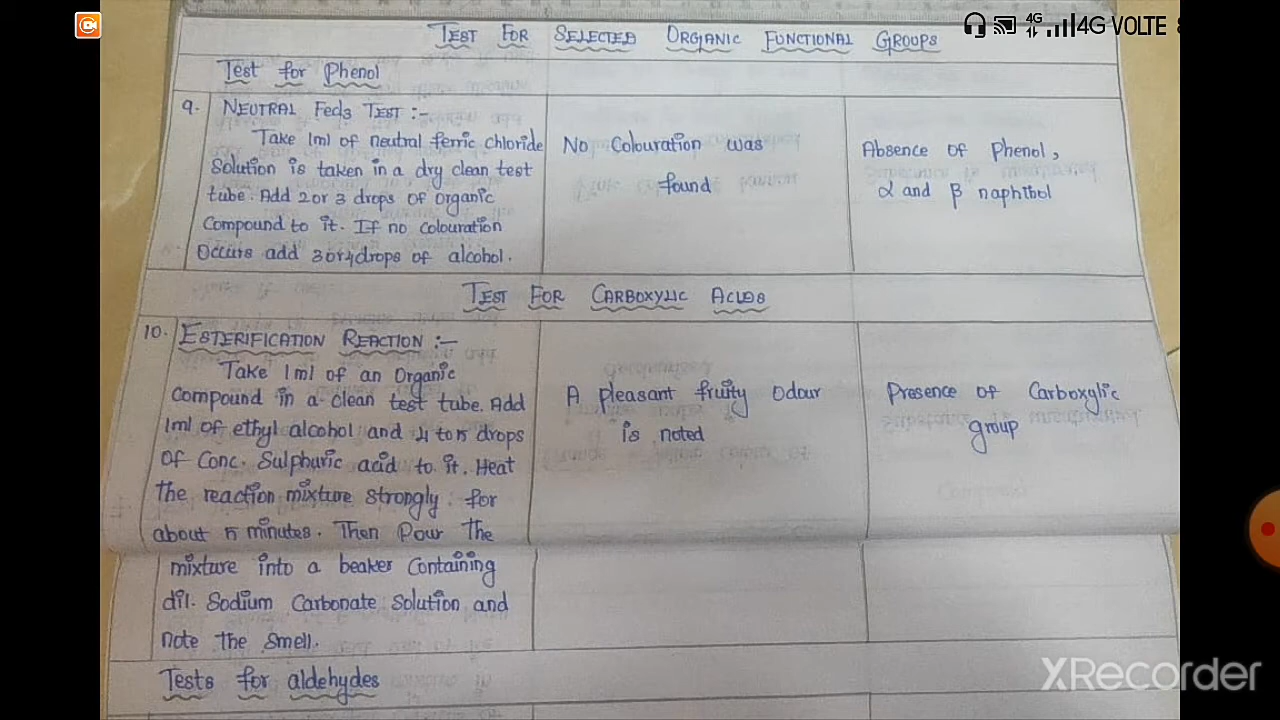 4G 4G VOLTE 8
TEST FOR SELECTED ORGANIC FUNCTIONAL GROUPS
Test for Phenol
9. NEUTRAL Fecl3 TEST :-
Take 1ml of neutral ferric chloride
Solution is taken in a dry clean test
tube. Add 2 or 3 drops of Organic
Compound to it. If no colouration
Occurs add 3 or 4 drops of alcohol.
No Colouration was
found
Absence of Phenol,
α and β naphthol
TEST FOR CARBOXYLIC ACIDS
10. ESTERIFICATION REACTION :-
Take 1ml of an Organic
Compound in a clean test tube. Add
1ml of ethyl alcohol and 4 to 5 drops
Of Conc. Sulphuric acid to it. Heat
the reaction mixture strongly for
about 5 minutes. Then Pour the
mixture into a beaker Containing
dil. Sodium Carbonate Solution and
note the smell.
A pleasant fruity Odour
is noted
Presence of Carboxylic
group
Tests for aldehydes
XRecorder